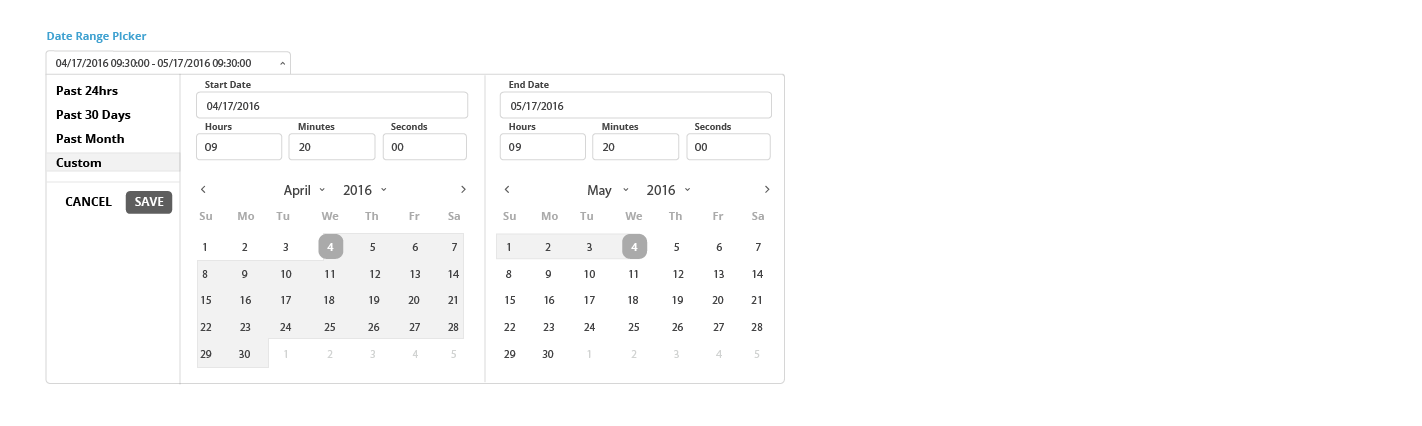 Date Range PIcker
04/17/2016 09:30:00 - 05/17/2016 09:30:00
Past 24hrs
Past 30 Days
Past Month
Custom
CANCEL SAVE
Start Date
04/17/2016
Hours Minutes Seconds
09 20 00
April 2016
Su Mo Tu We Th Fr Sa
1 2 3 4 5 6 7
8 9 10 11 12 13 14
15 16 17 18 19 20 21
22 23 24 25 26 27 28
29 30 1 2 3 4 5
End Date
05/17/2016
Hours Minutes Seconds
09 20 00
May 2016
Su Mo Tu We Th Fr Sa
1 2 3 4 5 6 7
8 9 10 11 12 13 14
15 16 17 18 19 20 21
22 23 24 25 26 27 28
29 30 1 2 3 4 5